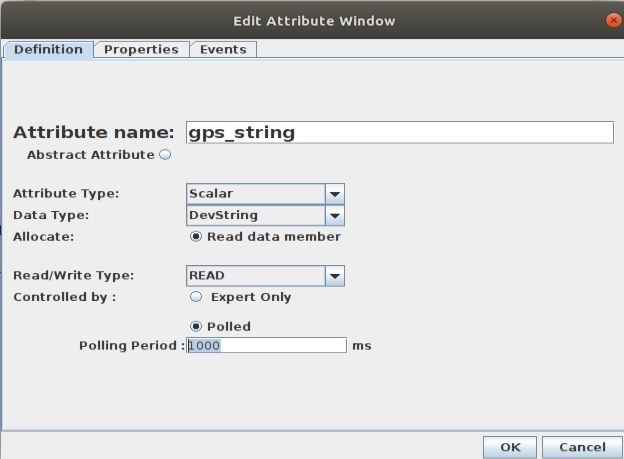 Edit Attribute Window
Definition Properties Events
Attribute name: gps_string
Abstract Attribute
Attribute Type: Scalar
Data Type: DevString
Allocate: Read data member
Read/Write Type: READ
Controlled by : Expert Only
Polled
Polling Period : 1000 ms
OK Cancel